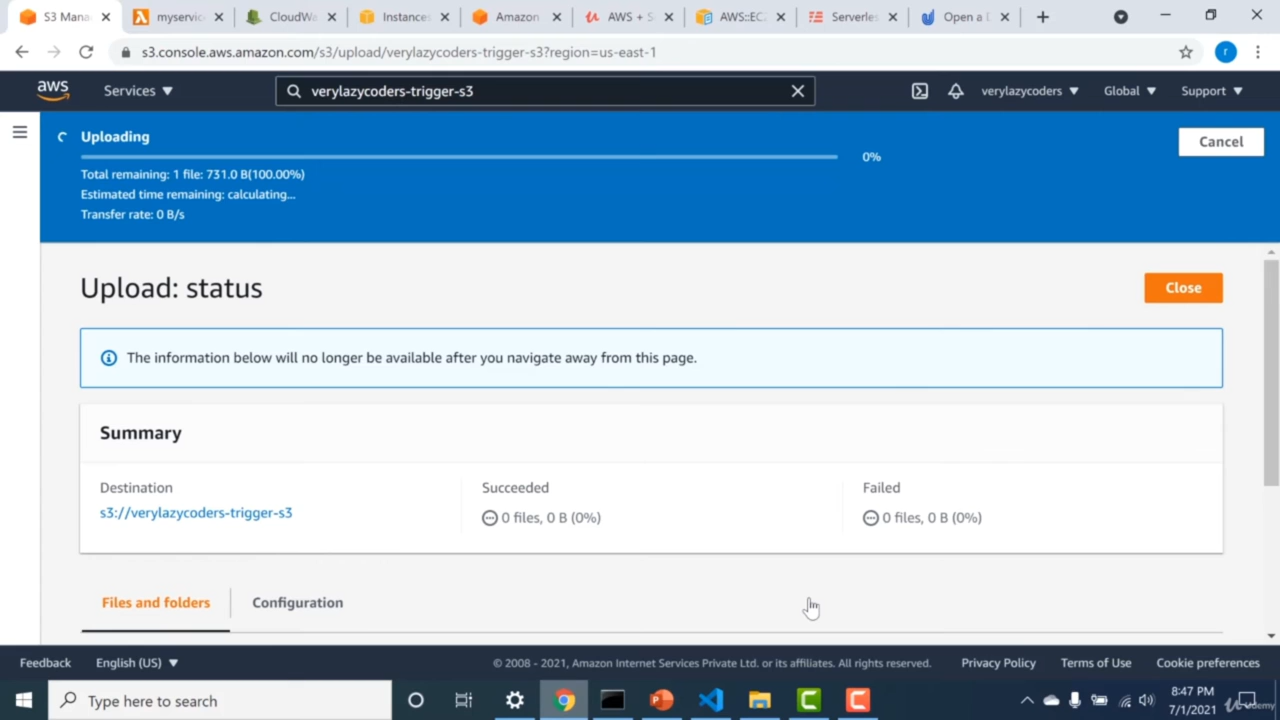 S3 Mana
myservic
CloudWa
Instances
Amazon
AWS + S
AWS::EC
Serverles
Open a D
s3.console.aws.amazon.com/s3/upload/verylazycoders-trigger-s3?region=us-east-1
r
aws
Services
verylazycoders-trigger-s3
verylazycoders
Global
Support
Uploading
0%
Cancel
Total remaining: 1 file: 731.0 B(100.00%)
Estimated time remaining: calculating...
Transfer rate: 0 B/s
Upload: status
Close
The information below will no longer be available after you navigate away from this page.
Summary
Destination
s3://verylazycoders-trigger-s3
Succeeded
0 files, 0 B (0%)
Failed
0 files, 0 B (0%)
Files and folders
Configuration
Feedback
English (US)
© 2008 - 2021, Amazon Internet Services Private Ltd. or its affiliates. All rights reserved.
Privacy Policy
Terms of Use
Cookie preferences
Type here to search
8:47 PM
7/1/2021
Udemy